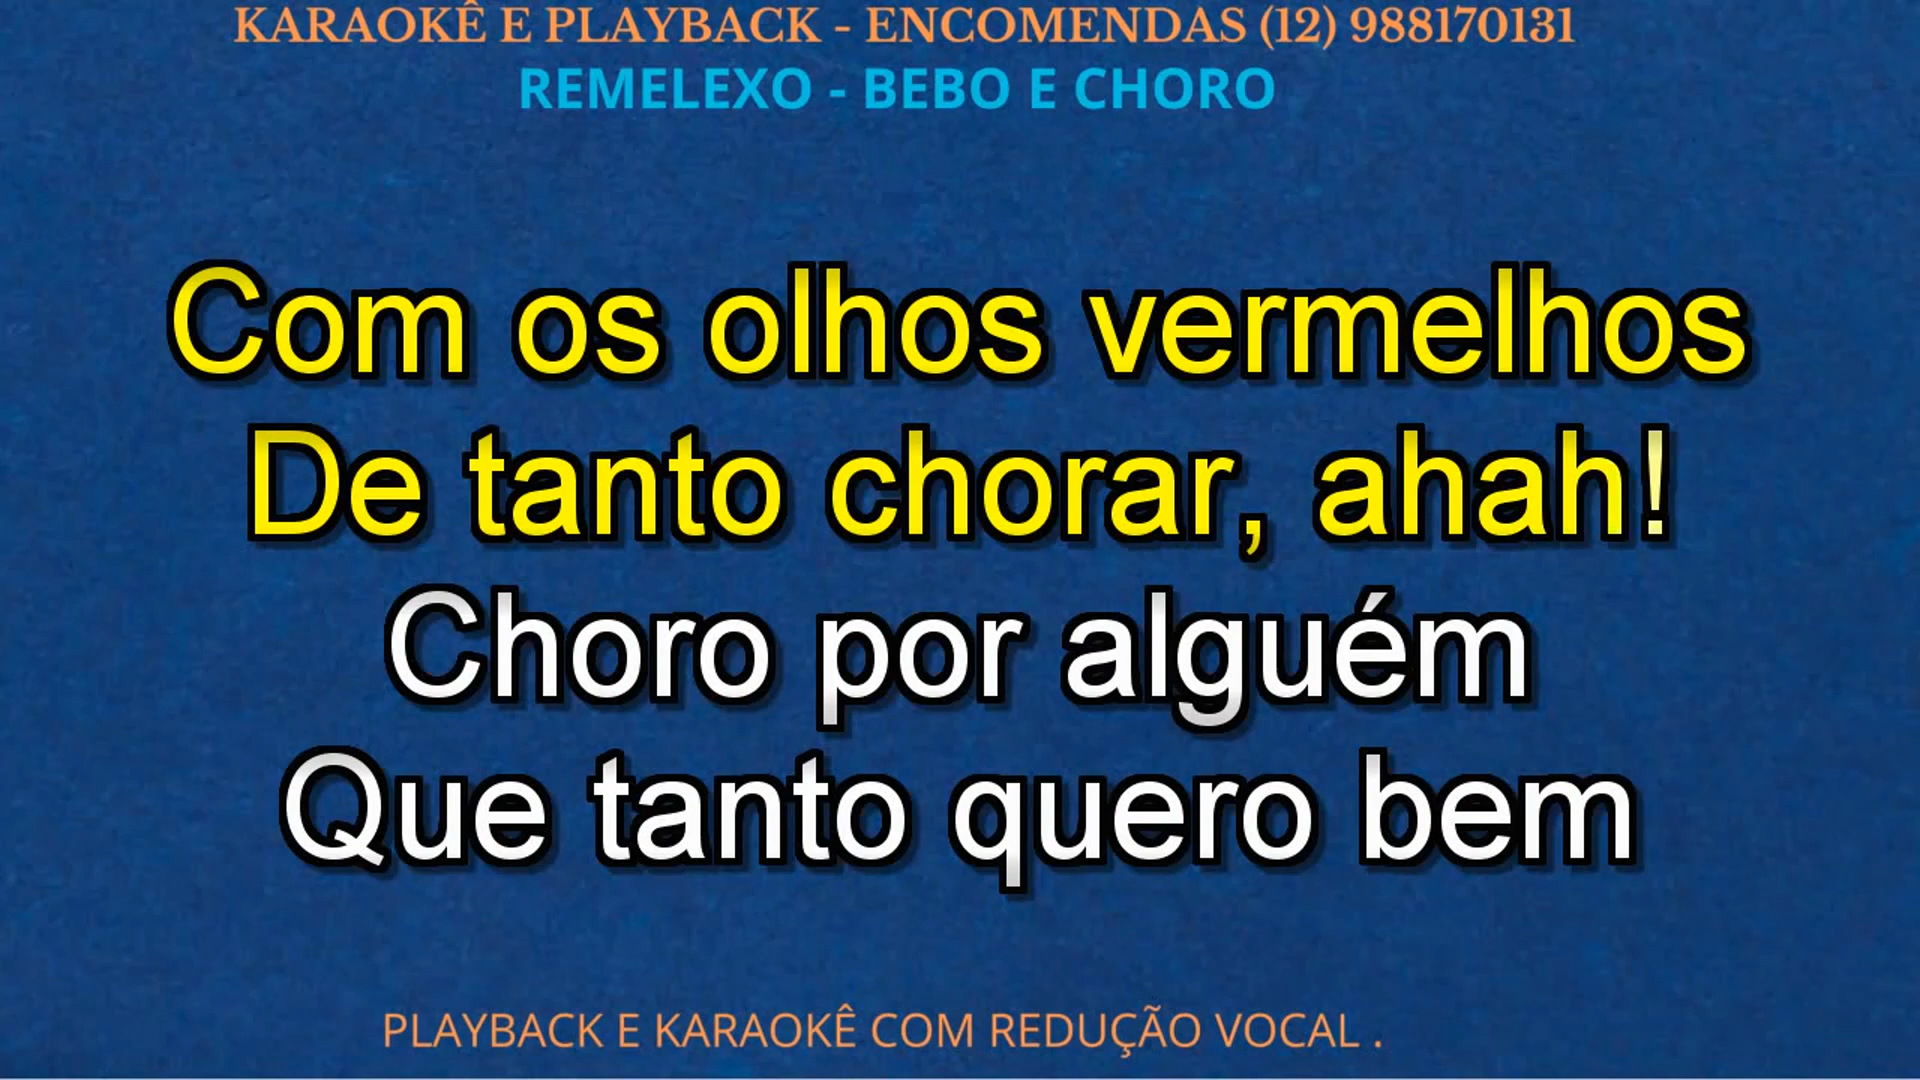 KARAOKÊ E PLAYBACK - ENCOMENDAS (12) 988170131
REMELEXO - BEBO E CHORO
Com os olhos vermelhos
De tanto chorar, ahah!
Choro por alguém
Que tanto quero bem
PLAYBACK E KARAOKÊ COM REDUÇÃO VOCAL .